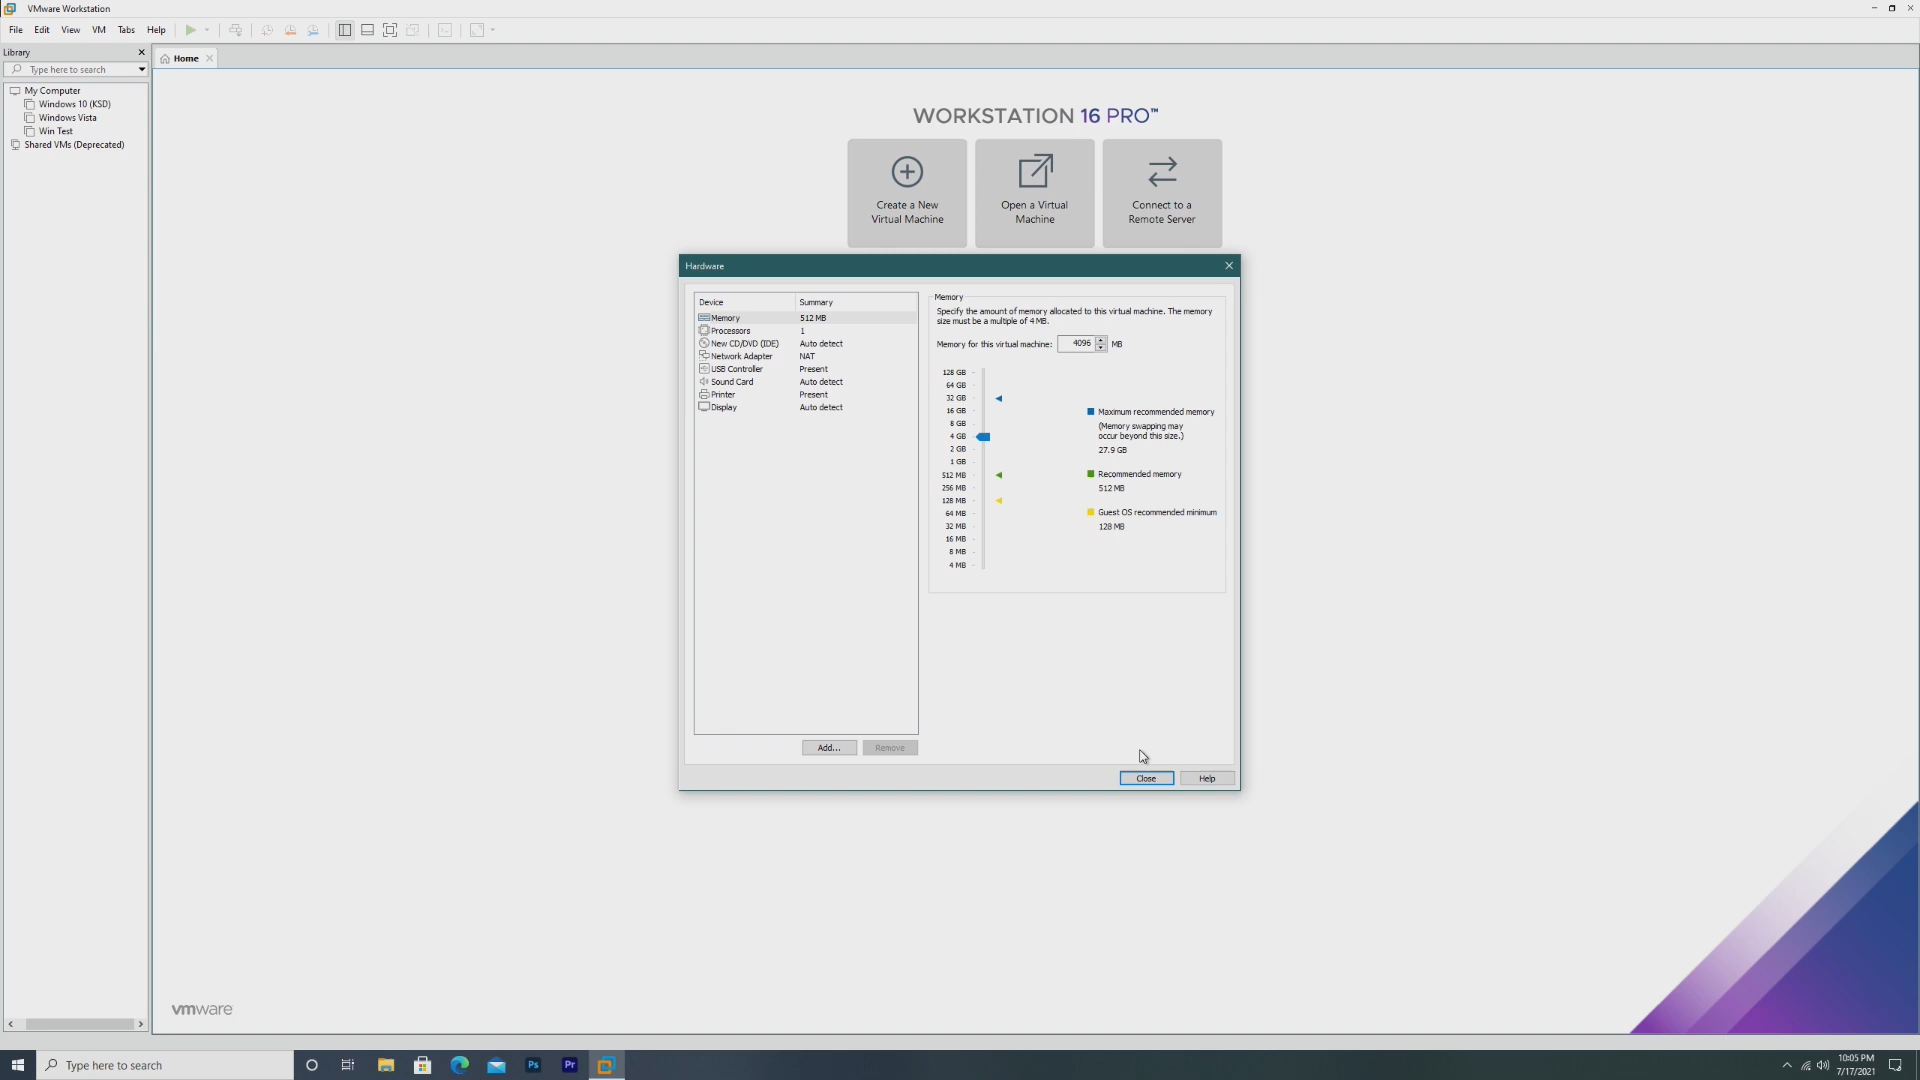 VMware Workstation
File Edit View VM Tabs Help
Library
Type here to search
My Computer
Windows 10 (KSD)
Windows Vista
Win Test
Shared VMs (Deprecated)
Home
WORKSTATION 16 PRO™
Create a New
Virtual Machine
Open a Virtual
Machine
Connect to a
Remote Server
Hardware
Device Summary
Memory 512 MB
Processors 1
New CD/DVD (IDE) Auto detect
Network Adapter NAT
USB Controller Present
Sound Card Auto detect
Printer Present
Display Auto detect
Add... Remove
Memory
Specify the amount of memory allocated to this virtual machine. The memory
size must be a multiple of 4 MB.
Memory for this virtual machine: 4096 MB
128 GB
64 GB
32 GB
16 GB
8 GB
4 GB
2 GB
1 GB
512 MB
256 MB
128 MB
64 MB
32 MB
16 MB
8 MB
4 MB
Maximum recommended memory
(Memory swapping may
occur beyond this size.)
27.9 GB
Recommended memory
512 MB
Guest OS recommended minimum
128 MB
Close Help
vmware
Type here to search
Ps
Pr
10:05 PM
7/17/2021